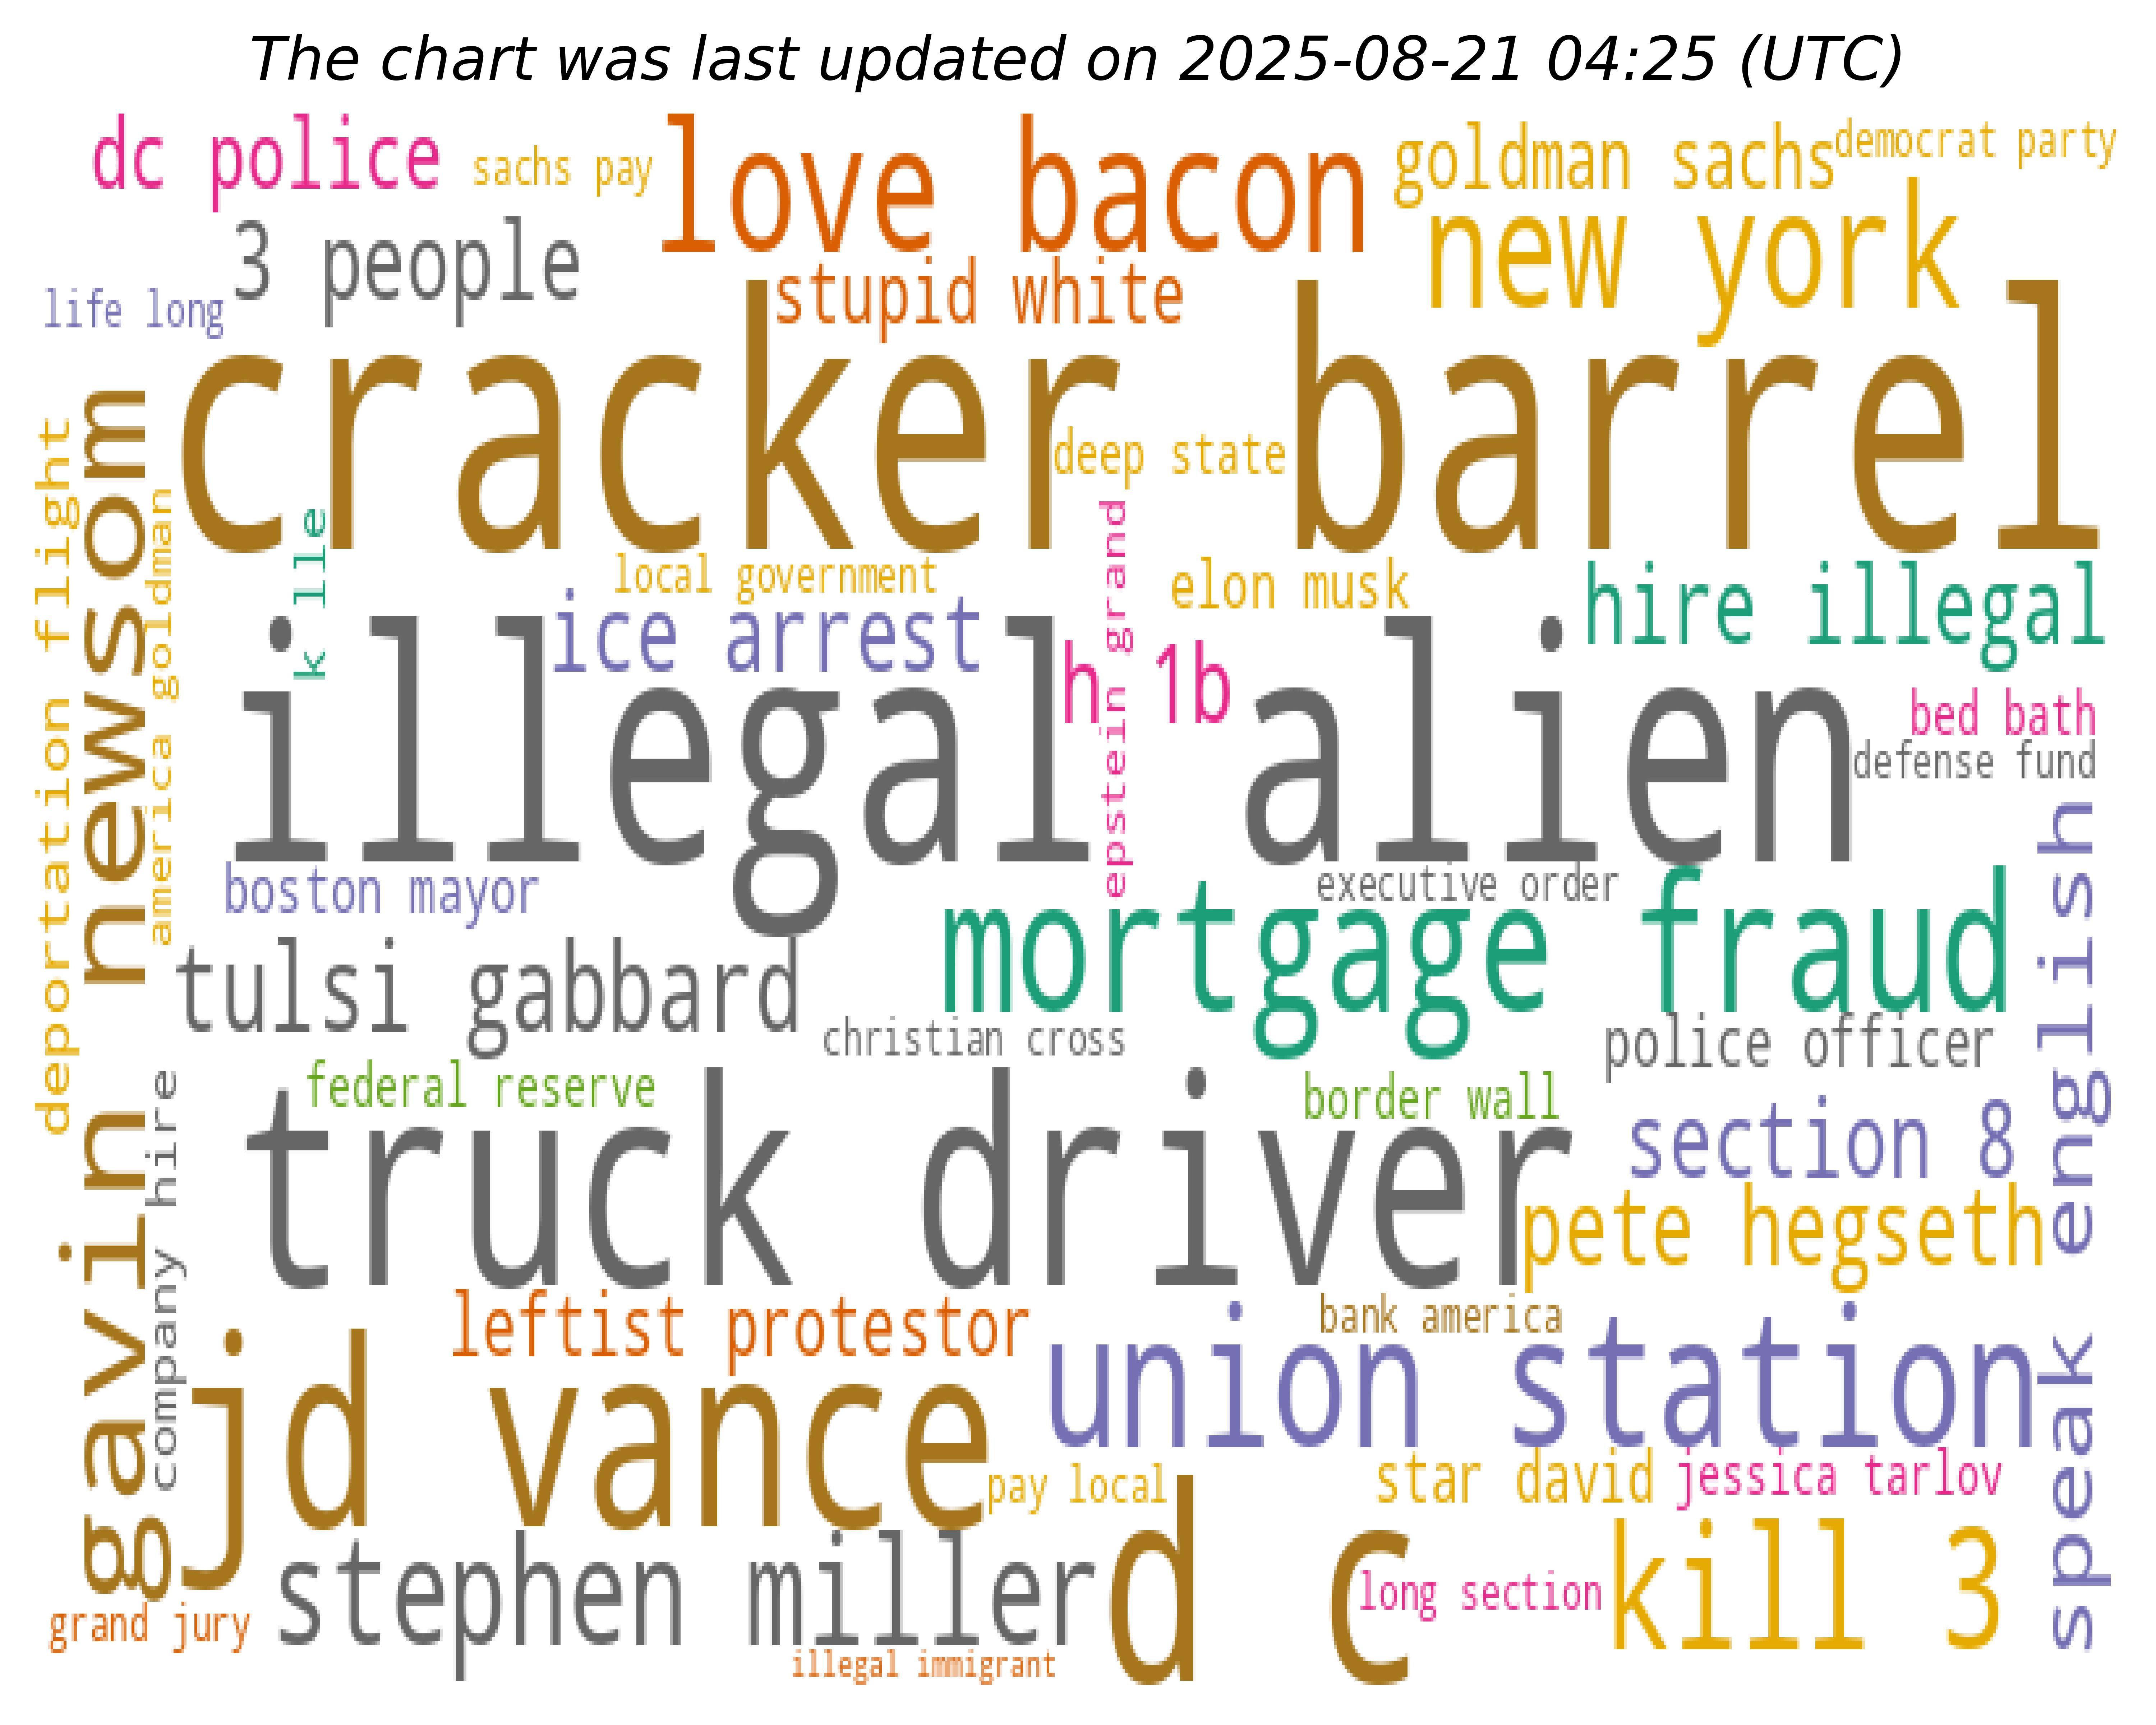 The chart was last updated on 2025-08-21 04:25 (UTC)
dc police
sachs pay
love bacon
goldman sachs
democrat party
3 people
stupid white
new york
life long
cracker barrel
deep state
gavin newsom
deportation flight
america goldman
k ille
local government
elon musk
hire illegal
ice arrest
h 1b
epstein grand
illegal alien
bed bath
defense fund
boston mayor
executive order
mortgage fraud
speak english
tulsi gabbard
christian cross
police officer
federal reserve
border wall
company hire
truck driver
section 8
pete hegseth
leftist protestor
bank america
union station
jd vance
pay local
star david
jessica tarlov
d c
stephen miller
long section
kill 3
grand jury
illegal immigrant